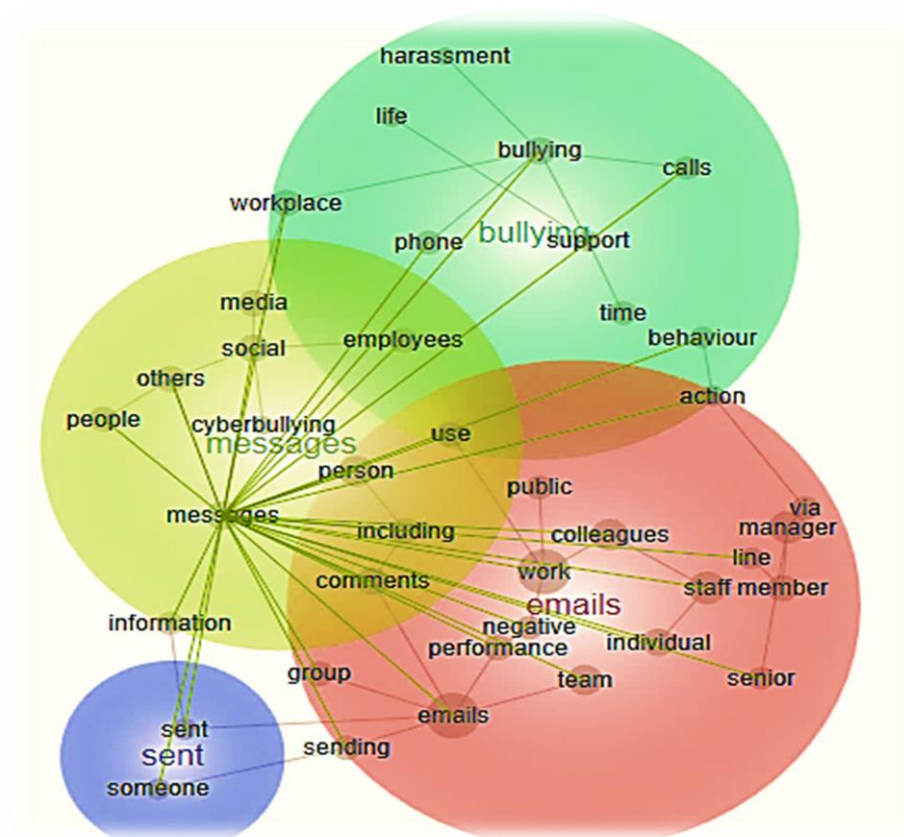 harassment
life
bullying
calls
workplace
phone
bullying
support
media
time
social
employees
behaviour
others
people
cyberbullying
messages
action
use
person
public
messages
including
colleagues
via
manager
line
comments
work
staff member
emails
information
negative
performance
individual
group
team
senior
sent
emails
sent
sending
someone